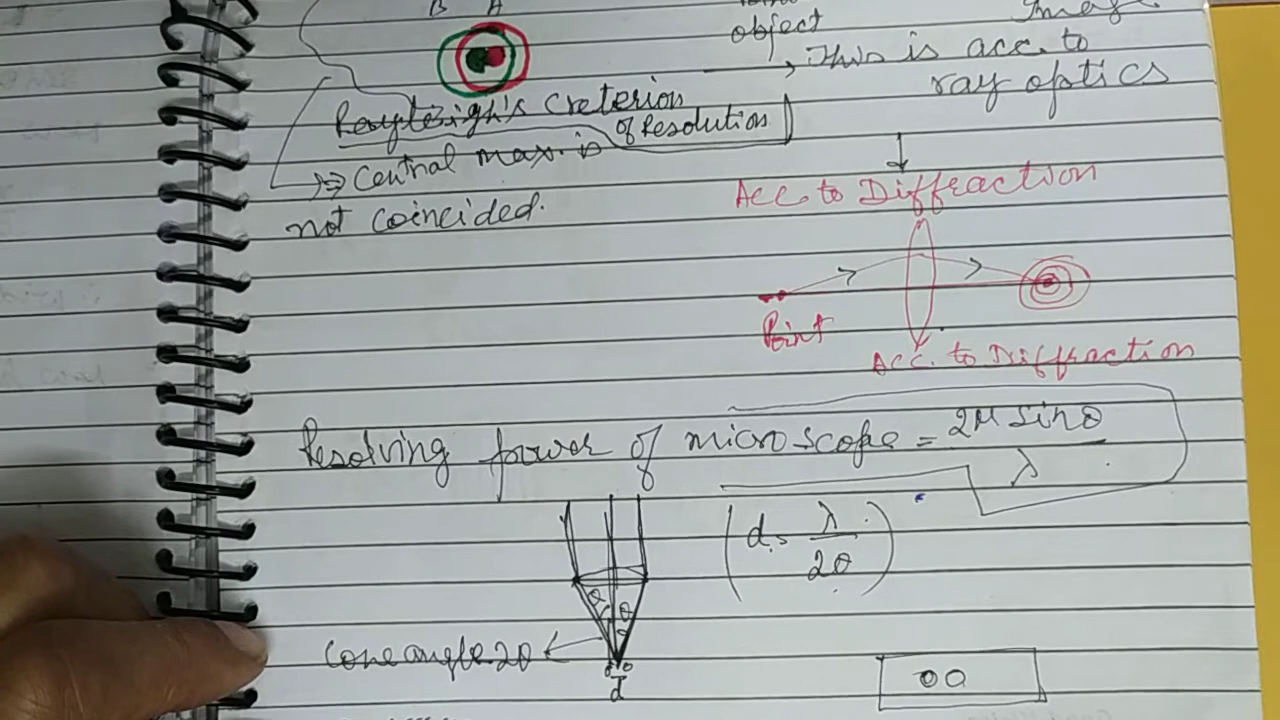 B A
object
→ This is acc. to
ray optics
Rayleigh's Creterion
of Resolution
→ ⇒ Central max. is
not coincided.
↓
Acc. to Diffraction
Point
Acc. to Diffraction
Resolving power of microscope = 2μ sinθ / λ
(d = λ / 2θ)
θ
Cone angle 2θ ←
d